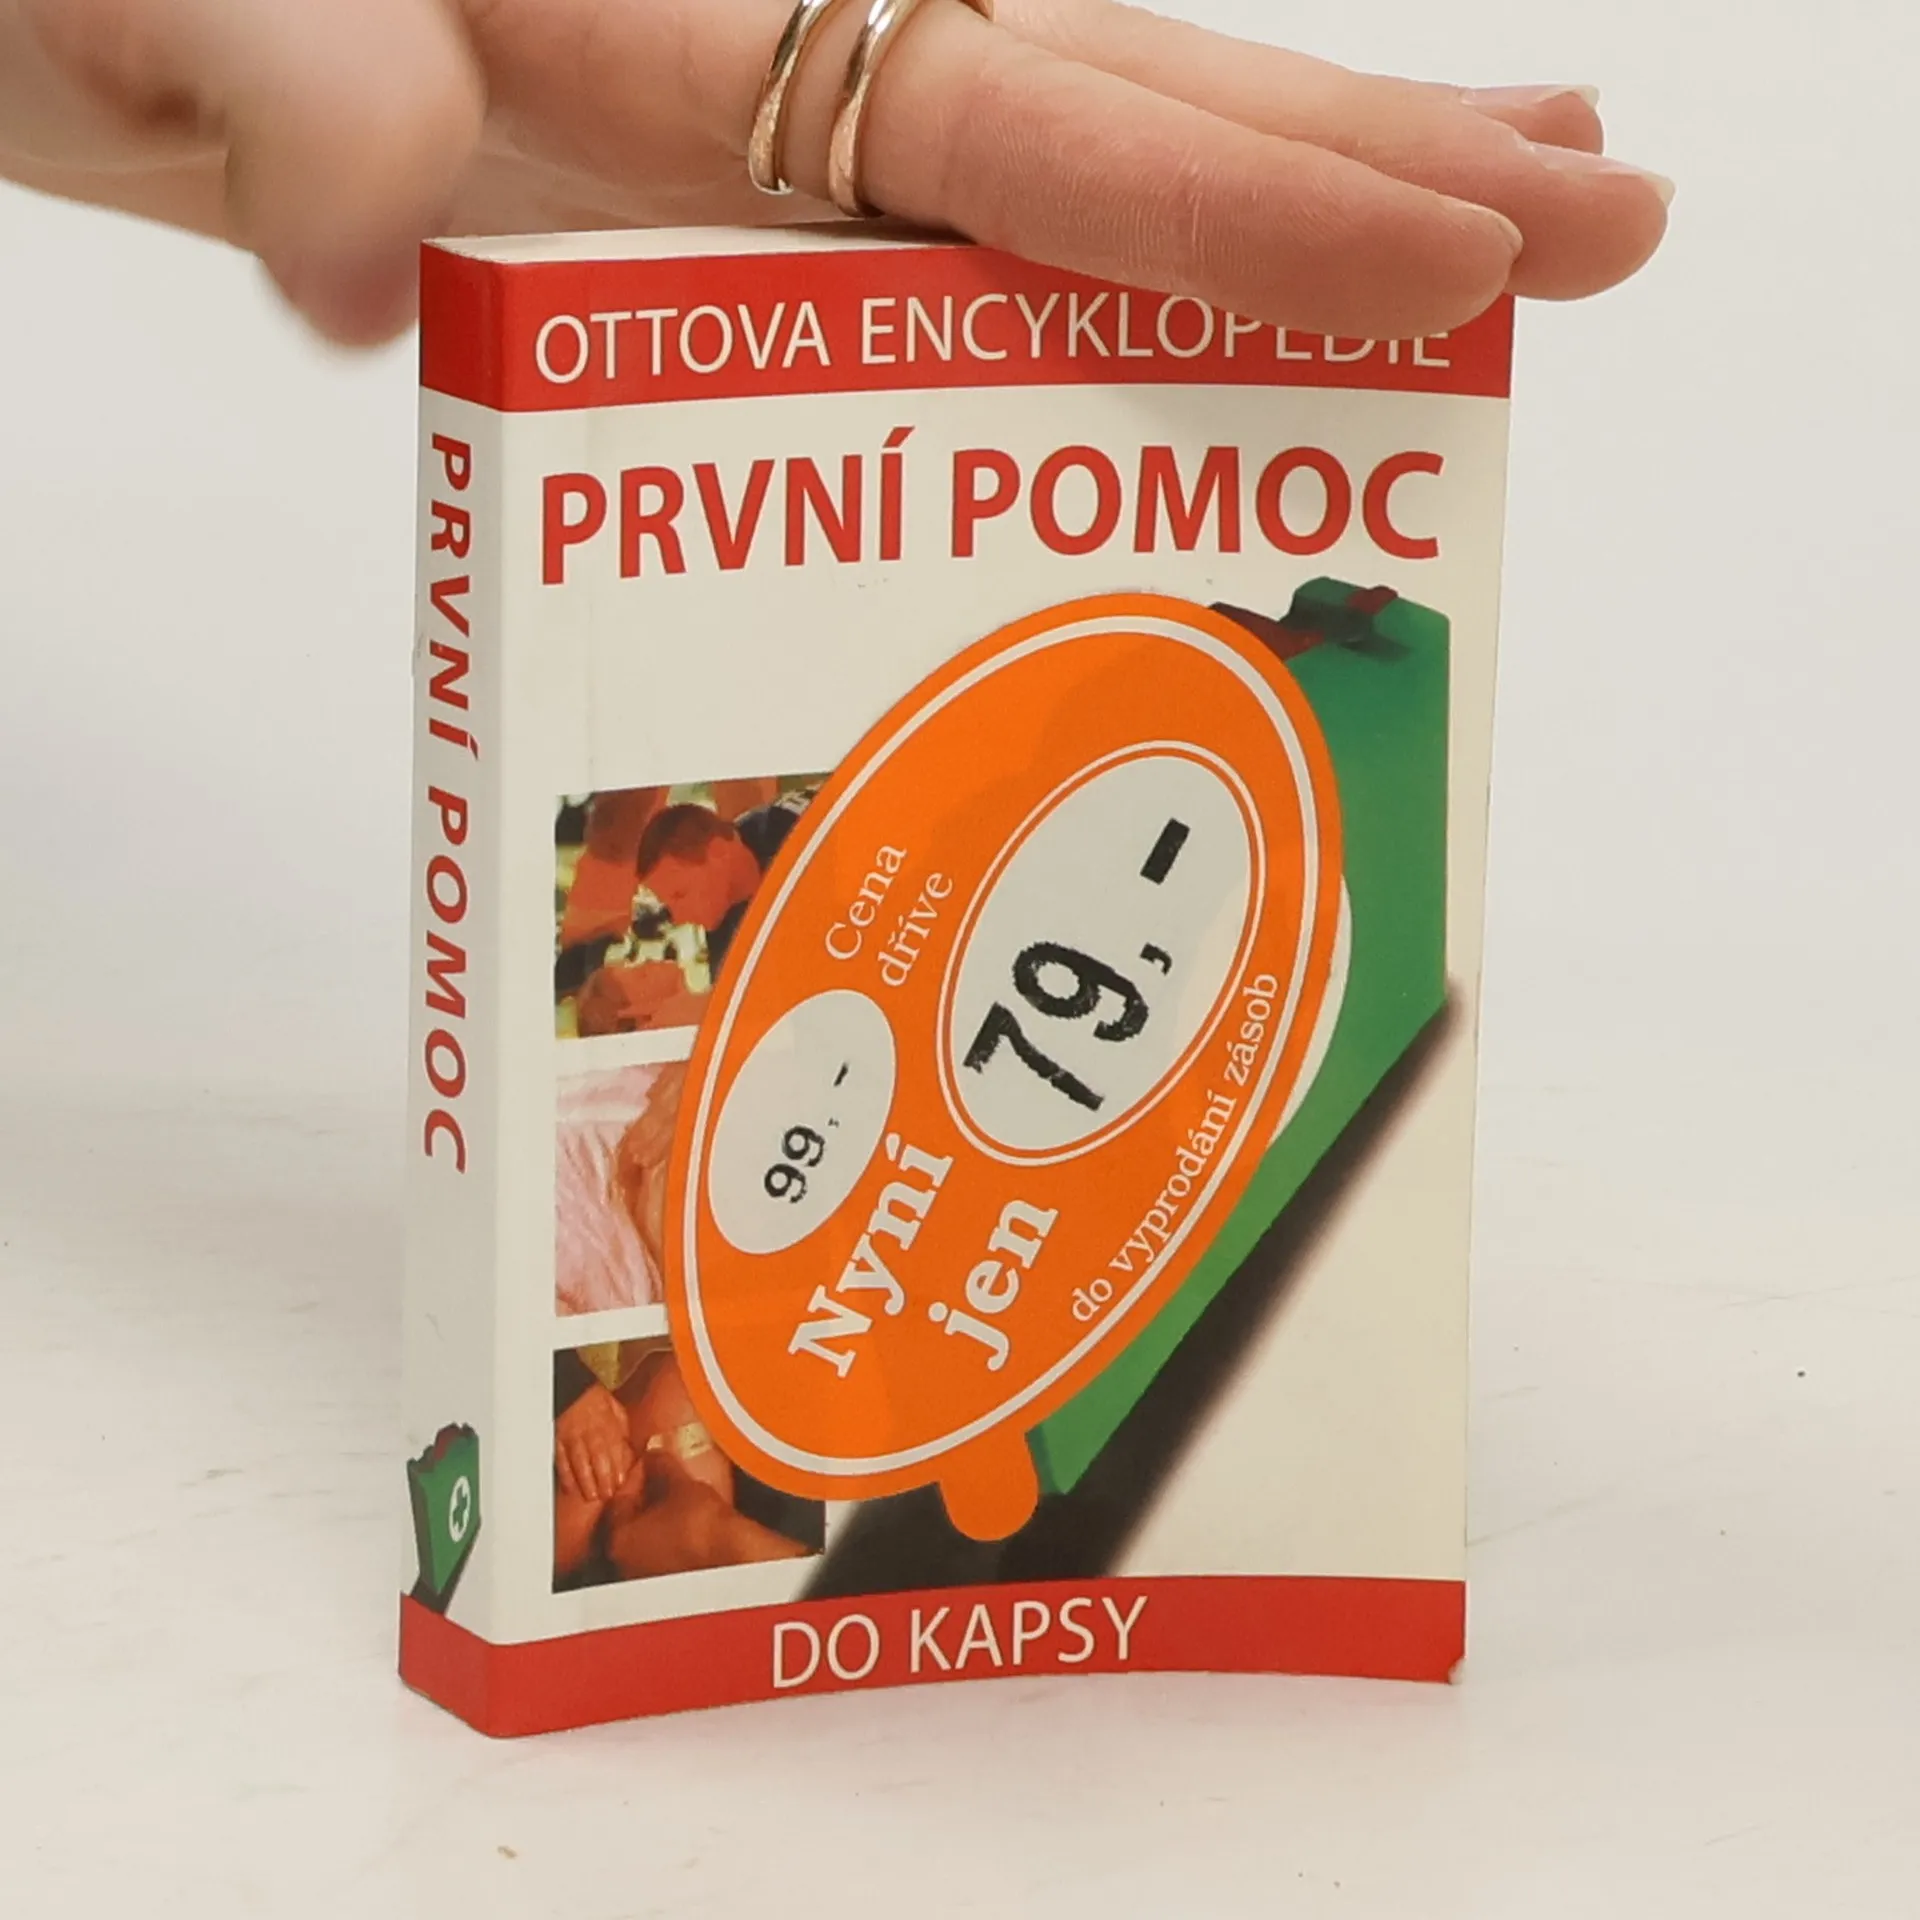 OTTOVA ENCYKLOPEDIE
PRVNÍ POMOC
PRVNÍ POMOC
Cena
dříve
99,-
79,-
Nyní
jen
do vyprodání zásob
DO KAPSY